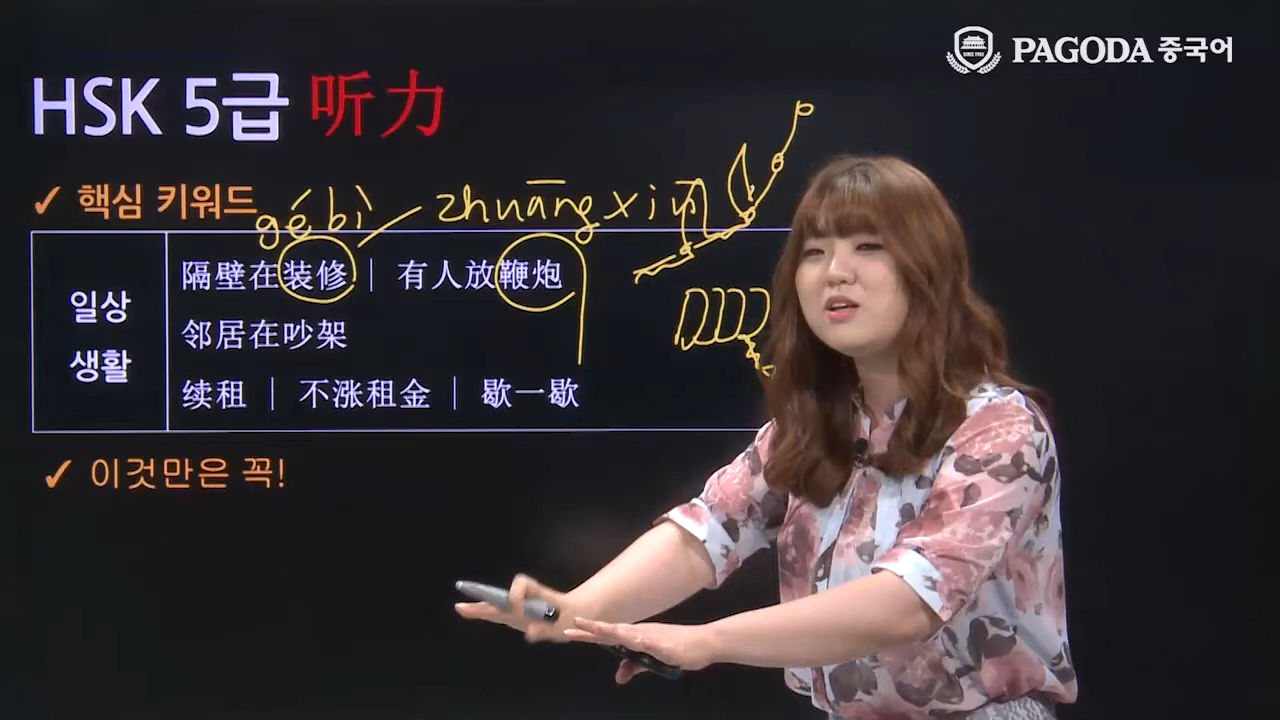 PAGODA 중국어
HSK 5급 听力
✓ 핵심 키워드
gébì zhuāngxiū
일상
생활
隔壁在装修 | 有人放鞭炮
邻居在吵架
续租 | 不涨租金 | 歇一歇
✓ 이것만은 꼭!